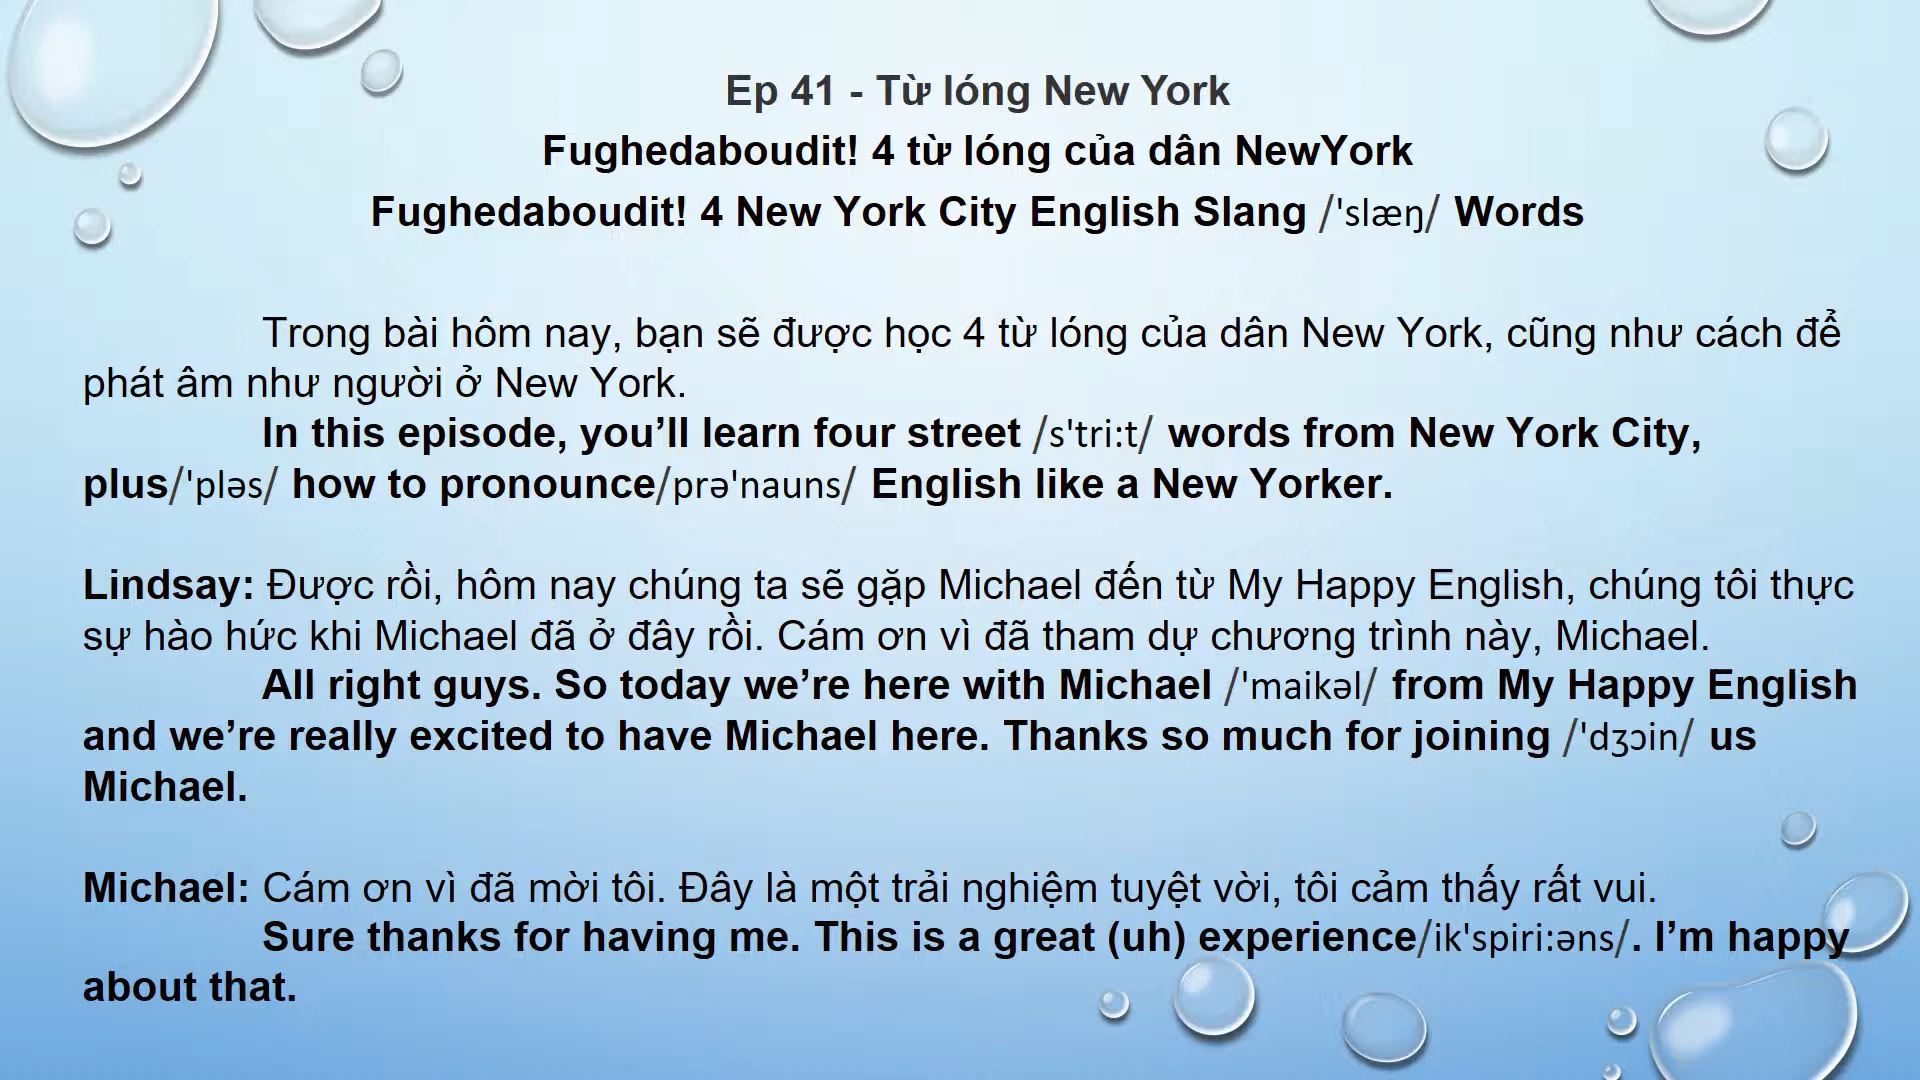 Ep 41 - Từ lóng New York
Fughedaboudit! 4 từ lóng của dân NewYork
Fughedaboudit! 4 New York City English Slang /'slæŋ/ Words
Trong bài hôm nay, bạn sẽ được học 4 từ lóng của dân New York, cũng như cách để
phát âm như người ở New York.
In this episode, you’ll learn four street /s'tri:t/ words from New York City,
plus/'pləs/ how to pronounce/prə'nauns/ English like a New Yorker.
Lindsay: Được rồi, hôm nay chúng ta sẽ gặp Michael đến từ My Happy English, chúng tôi thực
sự hào hức khi Michael đã ở đây rồi. Cám ơn vì đã tham dự chương trình này, Michael.
All right guys. So today we’re here with Michael /'maikəl/ from My Happy English
and we’re really excited to have Michael here. Thanks so much for joining /'dʒɔin/ us
Michael.
Michael: Cám ơn vì đã mời tôi. Đây là một trải nghiệm tuyệt vời, tôi cảm thấy rất vui.
Sure thanks for having me. This is a great (uh) experience/ik'spiri:əns/. I’m happy
about that.